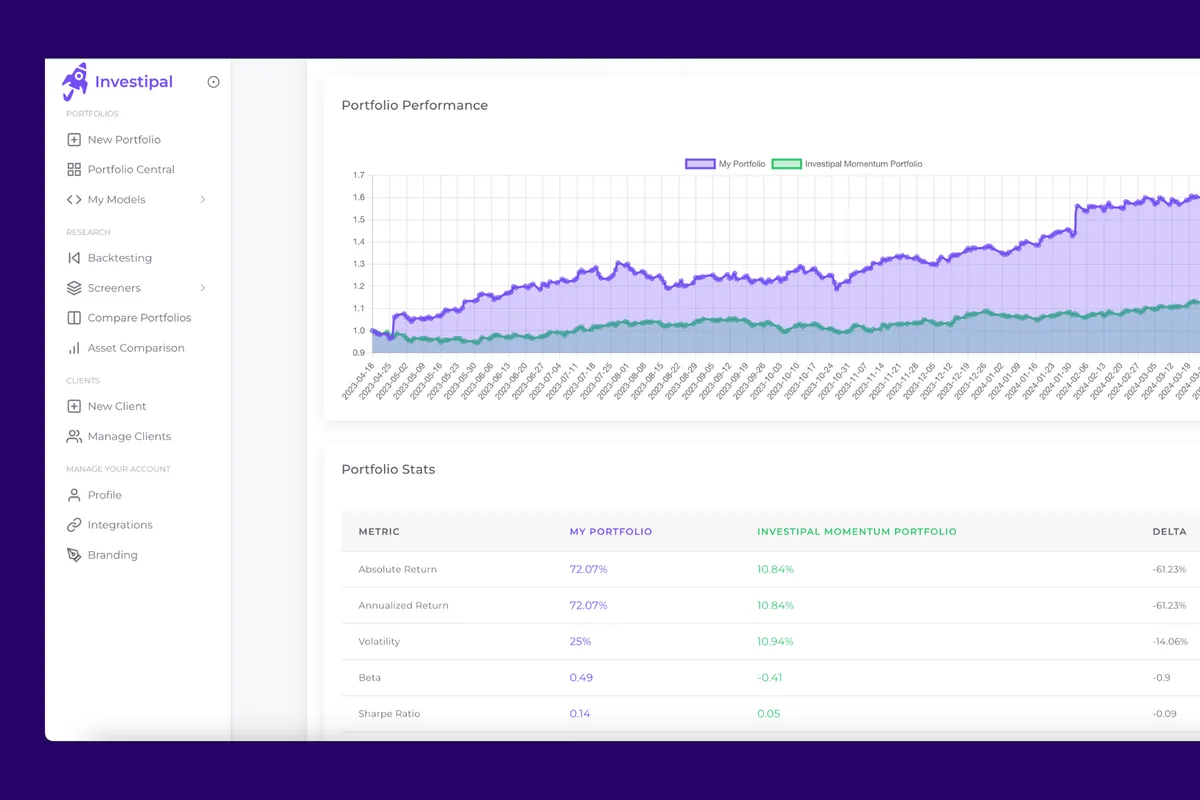 Investipal
PORTFOLIOS
New Portfolio
Portfolio Central
My Models
RESEARCH
Backtesting
Screeners
Compare Portfolios
Asset Comparison
CLIENTS
New Client
Manage Clients
MANAGE YOUR ACCOUNT
Profile
Integrations
Branding
Portfolio Performance
My Portfolio Investipal Momentum Portfolio
1.7
1.6
1.5
1.4
1.3
1.2
1.1
1.0
0.9
2023-04-18 2023-04-25 2023-05-02 2023-05-09 2023-05-16 2023-05-23 2023-05-30 2023-06-06 2023-06-13 2023-06-20 2023-06-27 2023-07-04 2023-07-11 2023-07-18 2023-07-25 2023-08-01 2023-08-08 2023-08-15 2023-08-22 2023-08-29 2023-09-05 2023-09-12 2023-09-19 2023-09-26 2023-10-03 2023-10-10 2023-10-17 2023-10-24 2023-10-31 2023-11-07 2023-11-14 2023-11-21 2023-11-28 2023-12-05 2023-12-12 2023-12-19 2023-12-26 2024-01-02 2024-01-09 2024-01-16 2024-01-23 2024-01-30 2024-02-06 2024-02-13 2024-02-20 2024-02-27 2024-03-05 2024-03-12 2024-03-19
Portfolio Stats
METRIC MY PORTFOLIO INVESTIPAL MOMENTUM PORTFOLIO DELTA
Absolute Return 72.07% 10.84% -61.23%
Annualized Return 72.07% 10.84% -61.23%
Volatility 25% 10.94% -14.06%
Beta 0.49 -0.41 -0.9
Sharpe Ratio 0.14 0.05 -0.09